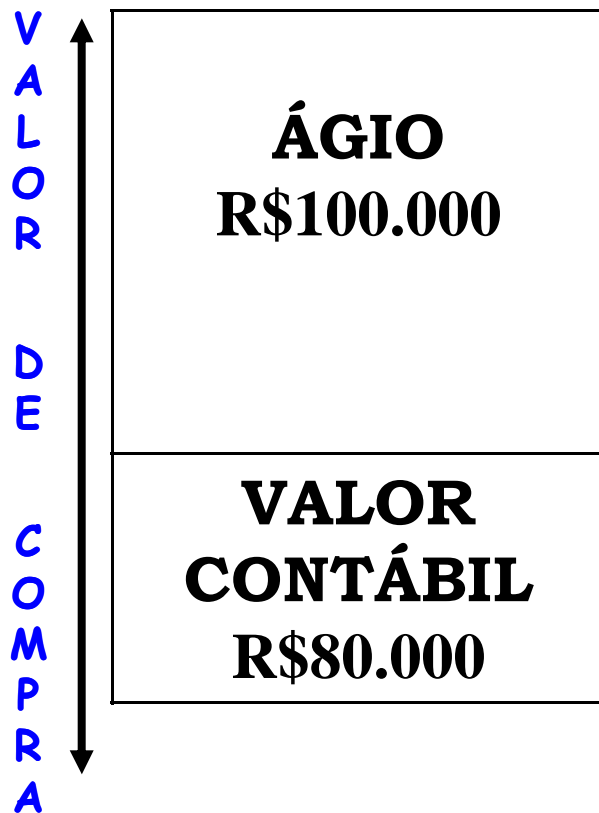 VALOR DE COMPRA
ÁGIO
R$100.000
VALOR
CONTÁBIL
R$80.000